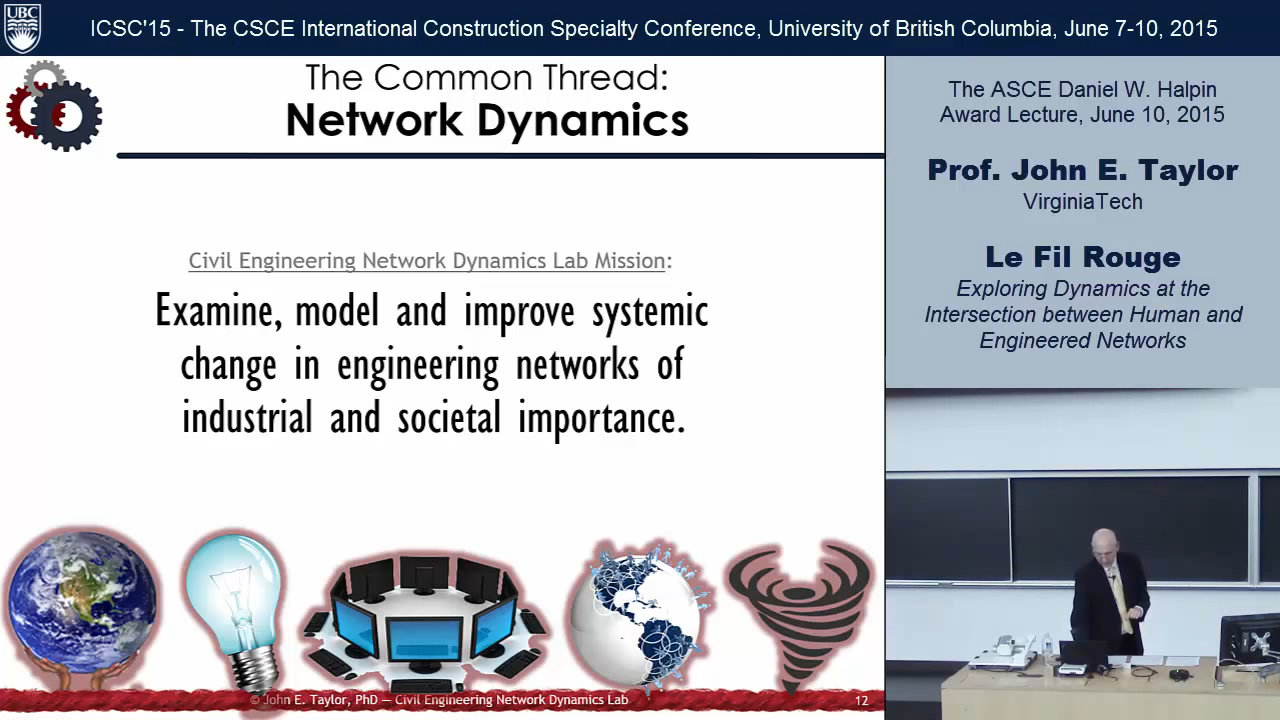 UBC
ICSC'15 - The CSCE International Construction Specialty Conference, University of British Columbia, June 7-10, 2015
The Common Thread:
Network Dynamics
Civil Engineering Network Dynamics Lab Mission:
Examine, model and improve systemic
change in engineering networks of
industrial and societal importance.
© John E. Taylor, PhD — Civil Engineering Network Dynamics Lab
12
The ASCE Daniel W. Halpin
Award Lecture, June 10, 2015
Prof. John E. Taylor
VirginiaTech
Le Fil Rouge
Exploring Dynamics at the
Intersection between Human and
Engineered Networks